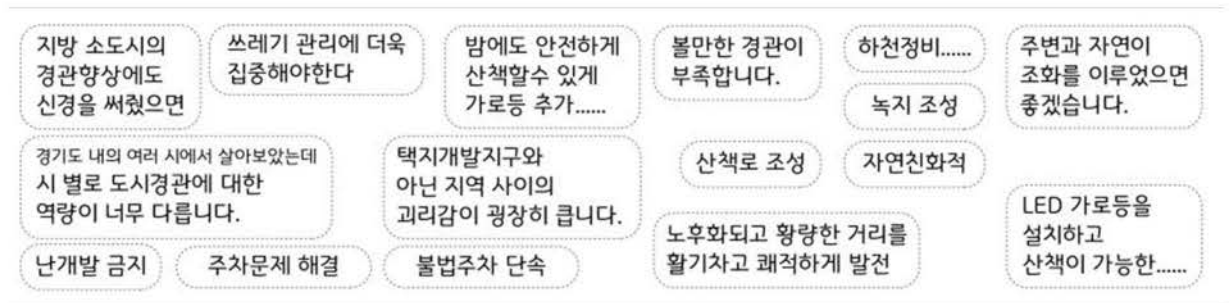 지방 소도시의
경관향상에도
신경을 써줬으면
쓰레기 관리에 더욱
집중해야한다
밤에도 안전하게
산책할수 있게
가로등 추가......
볼만한 경관이
부족합니다.
하천정비......
녹지 조성
주변과 자연이
조화를 이루었으면
좋겠습니다.
경기도 내의 여러 시에서 살아보았는데
시 별로 도시경관에 대한
역량이 너무 다릅니다.
택지개발지구와
아닌 지역 사이의
괴리감이 굉장히 큽니다.
산책로 조성
자연친화적
노후화되고 황량한 거리를
활기차고 쾌적하게 발전
LED 가로등을
설치하고
산책이 가능한......
난개발 금지
주차문제 해결
불법주차 단속